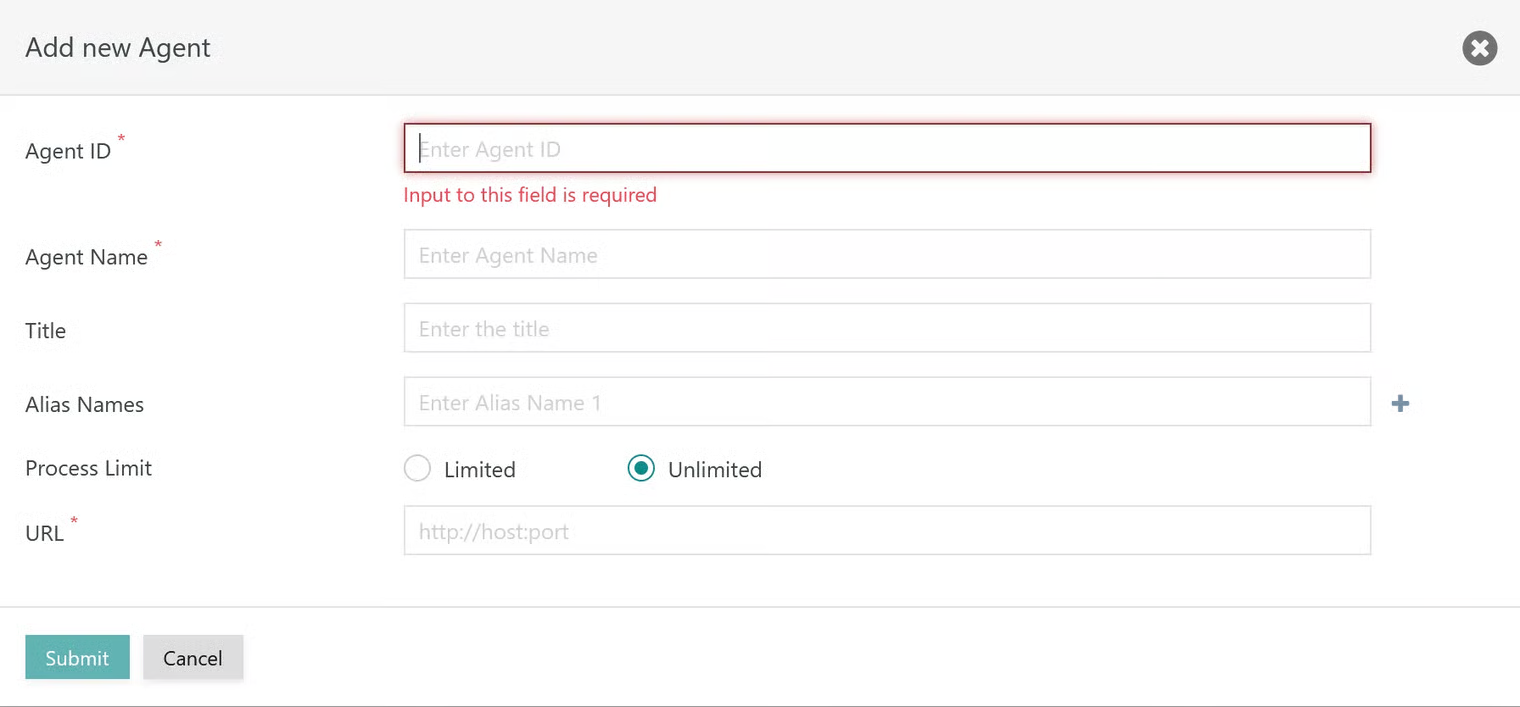 Add new Agent
Agent ID *
Enter Agent ID
Input to this field is required
Agent Name *
Enter Agent Name
Title
Enter the title
Alias Names
Enter Alias Name 1
Process Limit
Limited
Unlimited
URL *
http://host:port
Submit
Cancel